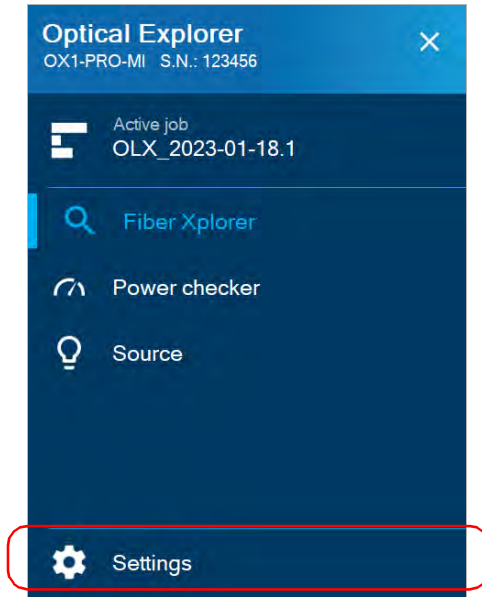 Optical Explorer
OX1-PRO-MI S.N.: 123456
Active job
OLX_2023-01-18.1
Fiber Xplorer
Power checker
Source
Settings